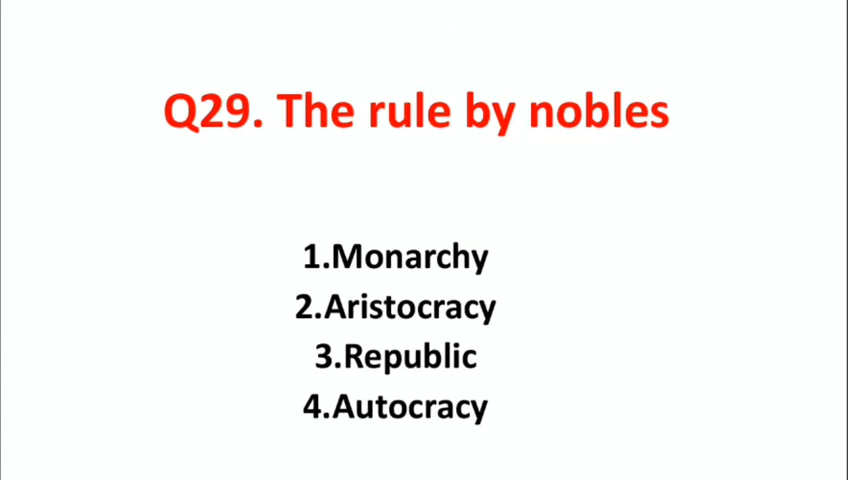 Q29. The rule by nobles
1.Monarchy
2.Aristocracy
3.Republic
4.Autocracy